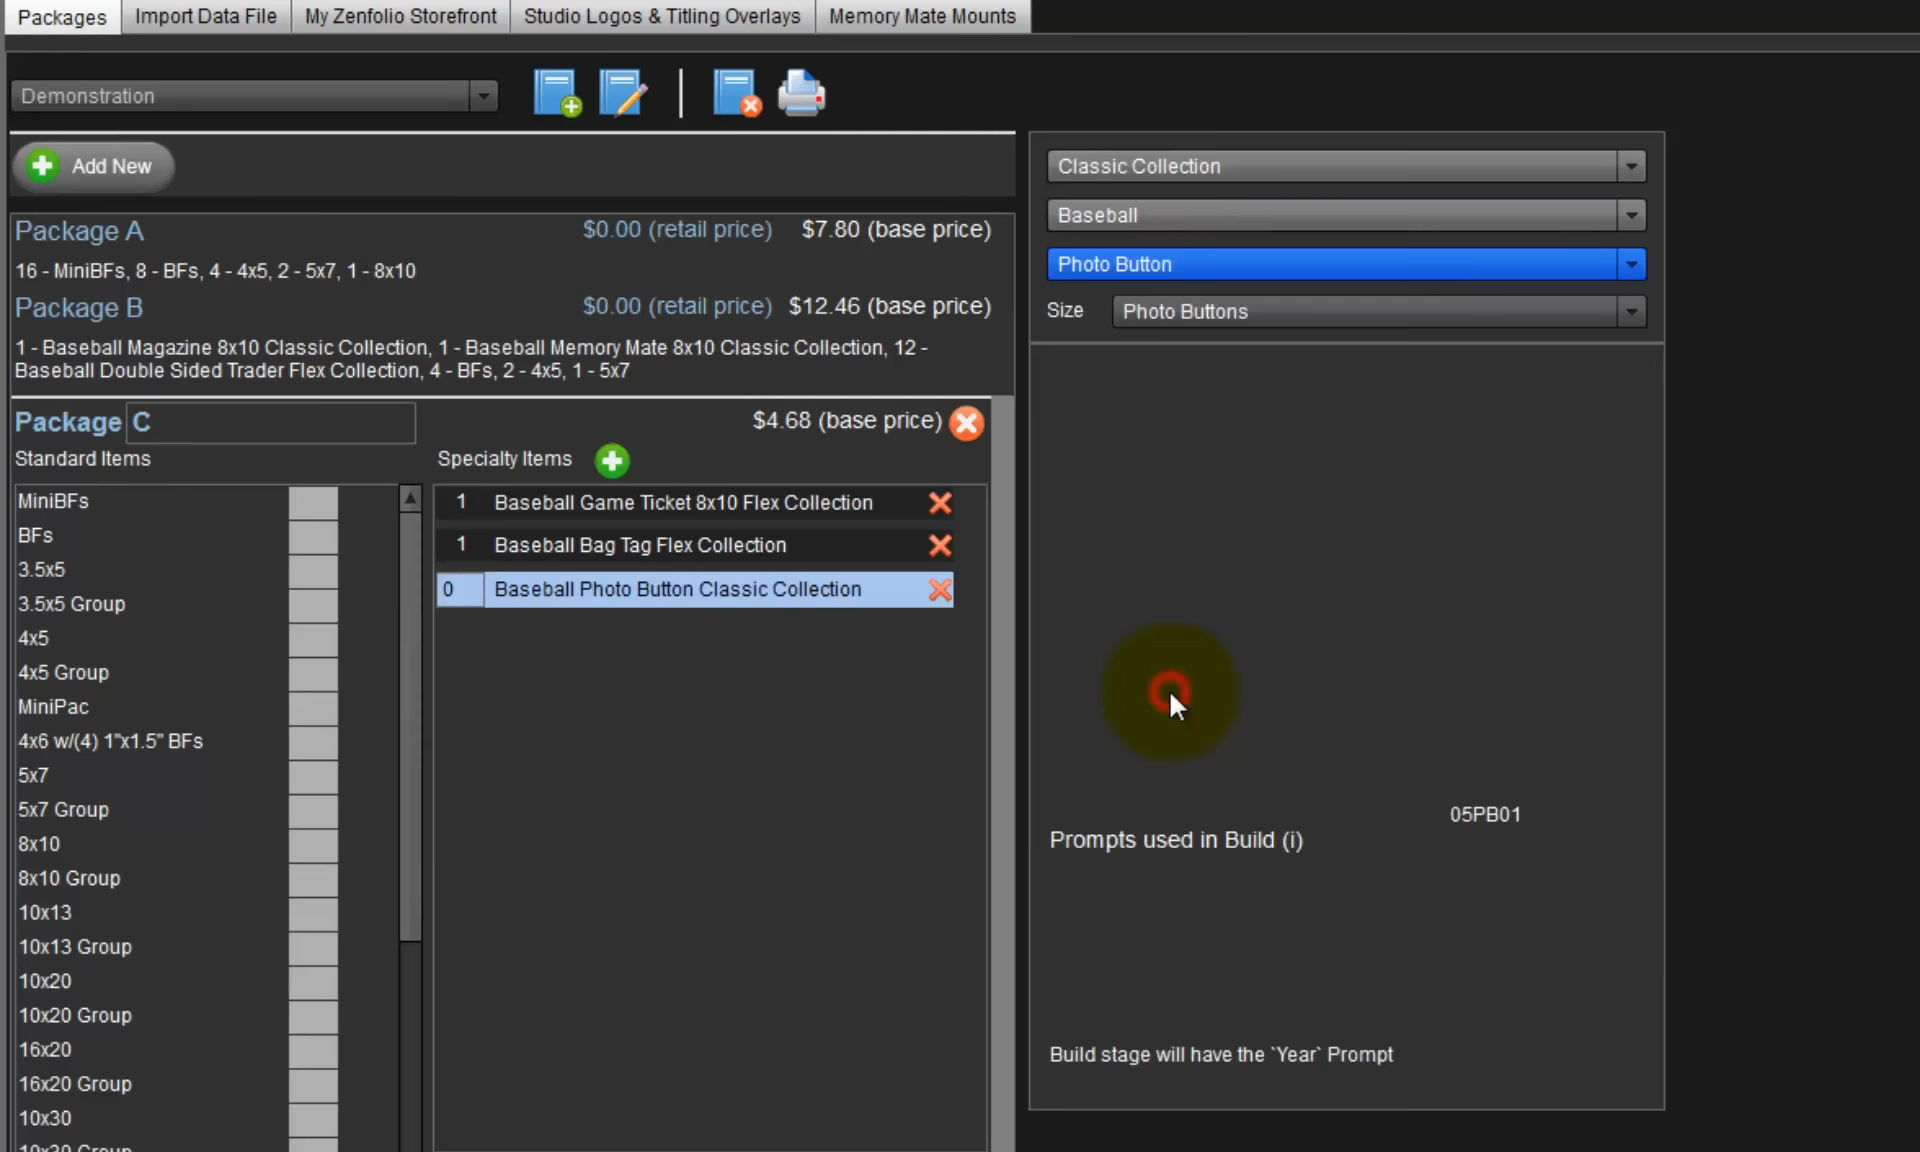 Packages
Import Data File
My Zenfolio Storefront
Studio Logos & Titling Overlays
Memory Mate Mounts
Demonstration
Add New
Package A $0.00 (retail price) $7.80 (base price)
16 - MiniBFs, 8 - BFs, 4 - 4x5, 2 - 5x7, 1 - 8x10
Package B $0.00 (retail price) $12.46 (base price)
1 - Baseball Magazine 8x10 Classic Collection, 1 - Baseball Memory Mate 8x10 Classic Collection, 12 -
Baseball Double Sided Trader Flex Collection, 4 - BFs, 2 - 4x5, 1 - 5x7
Package C $4.68 (base price)
Standard Items
MiniBFs
BFs
3.5x5
3.5x5 Group
4x5
4x5 Group
MiniPac
4x6 w/(4) 1"x1.5" BFs
5x7
5x7 Group
8x10
8x10 Group
10x13
10x13 Group
10x20
10x20 Group
16x20
16x20 Group
10x30
10x30 Group
Specialty Items
1 Baseball Game Ticket 8x10 Flex Collection
1 Baseball Bag Tag Flex Collection
0 Baseball Photo Button Classic Collection
Classic Collection
Baseball
Photo Button
Size Photo Buttons
05PB01
Prompts used in Build (i)
Build stage will have the `Year` Prompt